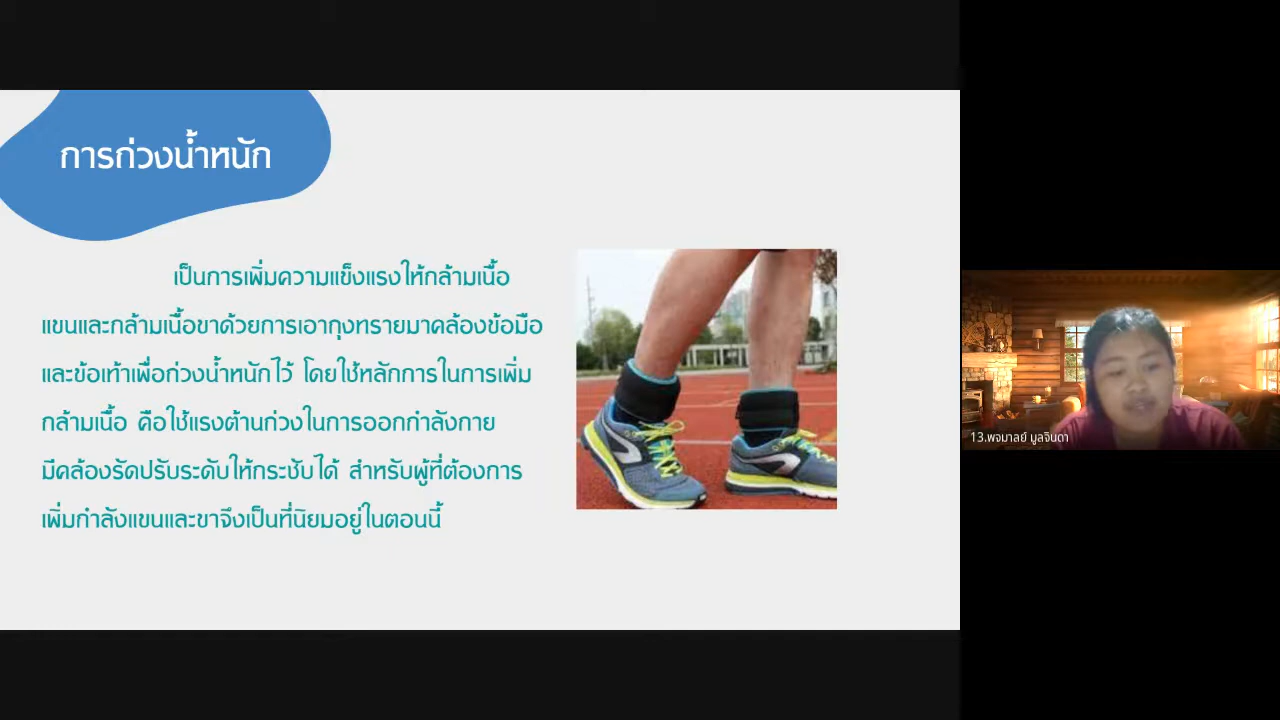 การถ่วงน้ำหนัก
เป็นการเพิ่มความแข็งแรงให้กล้ามเนื้อ
แขนและกล้ามเนื้อขาด้วยการเอาถุงทรายมาคล้องข้อมือ
และข้อเท้าเพื่อถ่วงน้ำหนักไว้ โดยใช้หลักการในการเพิ่ม
กล้ามเนื้อ คือใช้แรงต้านถ่วงในการออกกำลังกาย
มีคล้องรัดปรับระดับให้กระชับได้ สำหรับผู้ที่ต้องการ
เพิ่มกำลังแขนและขาจึงเป็นที่นิยมอยู่ในตอนนี้
13.พจมาลย์ มูลจินดา